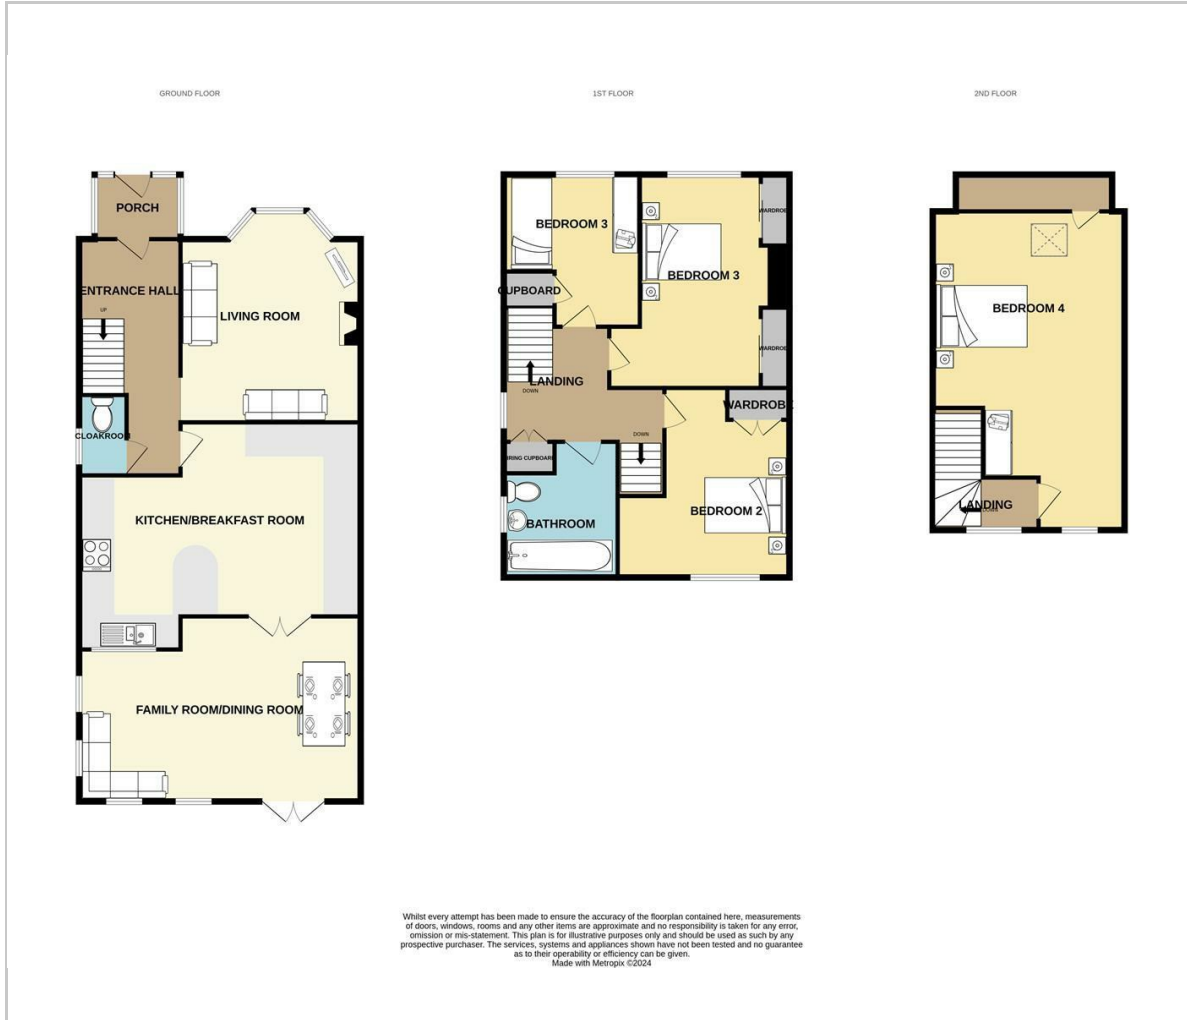 GROUND FLOOR
PORCH
ENTRANCE HALL
UP
LIVING ROOM
CLOAKROOM
KITCHEN/BREAKFAST ROOM
FAMILY ROOM/DINING ROOM
1ST FLOOR
BEDROOM 3
WARDROBE
BEDROOM 3
CUPBOARD
WARDROBE
LANDING
DOWN
WARDROBE
DOWN
IRING CUPBOARD
BEDROOM 2
BATHROOM
2ND FLOOR
BEDROOM 4
LANDING
DOWN
Whilst every attempt has been made to ensure the accuracy of the floorplan contained here, measurements
of doors, windows, rooms and any other items are approximate and no responsibility is taken for any error,
omission or mis-statement. This plan is for illustrative purposes only and should be used as such by any
prospective purchaser. The services, systems and appliances shown have not been tested and no guarantee
as to their operability or efficiency can be given.
Made with Metropix ©2024